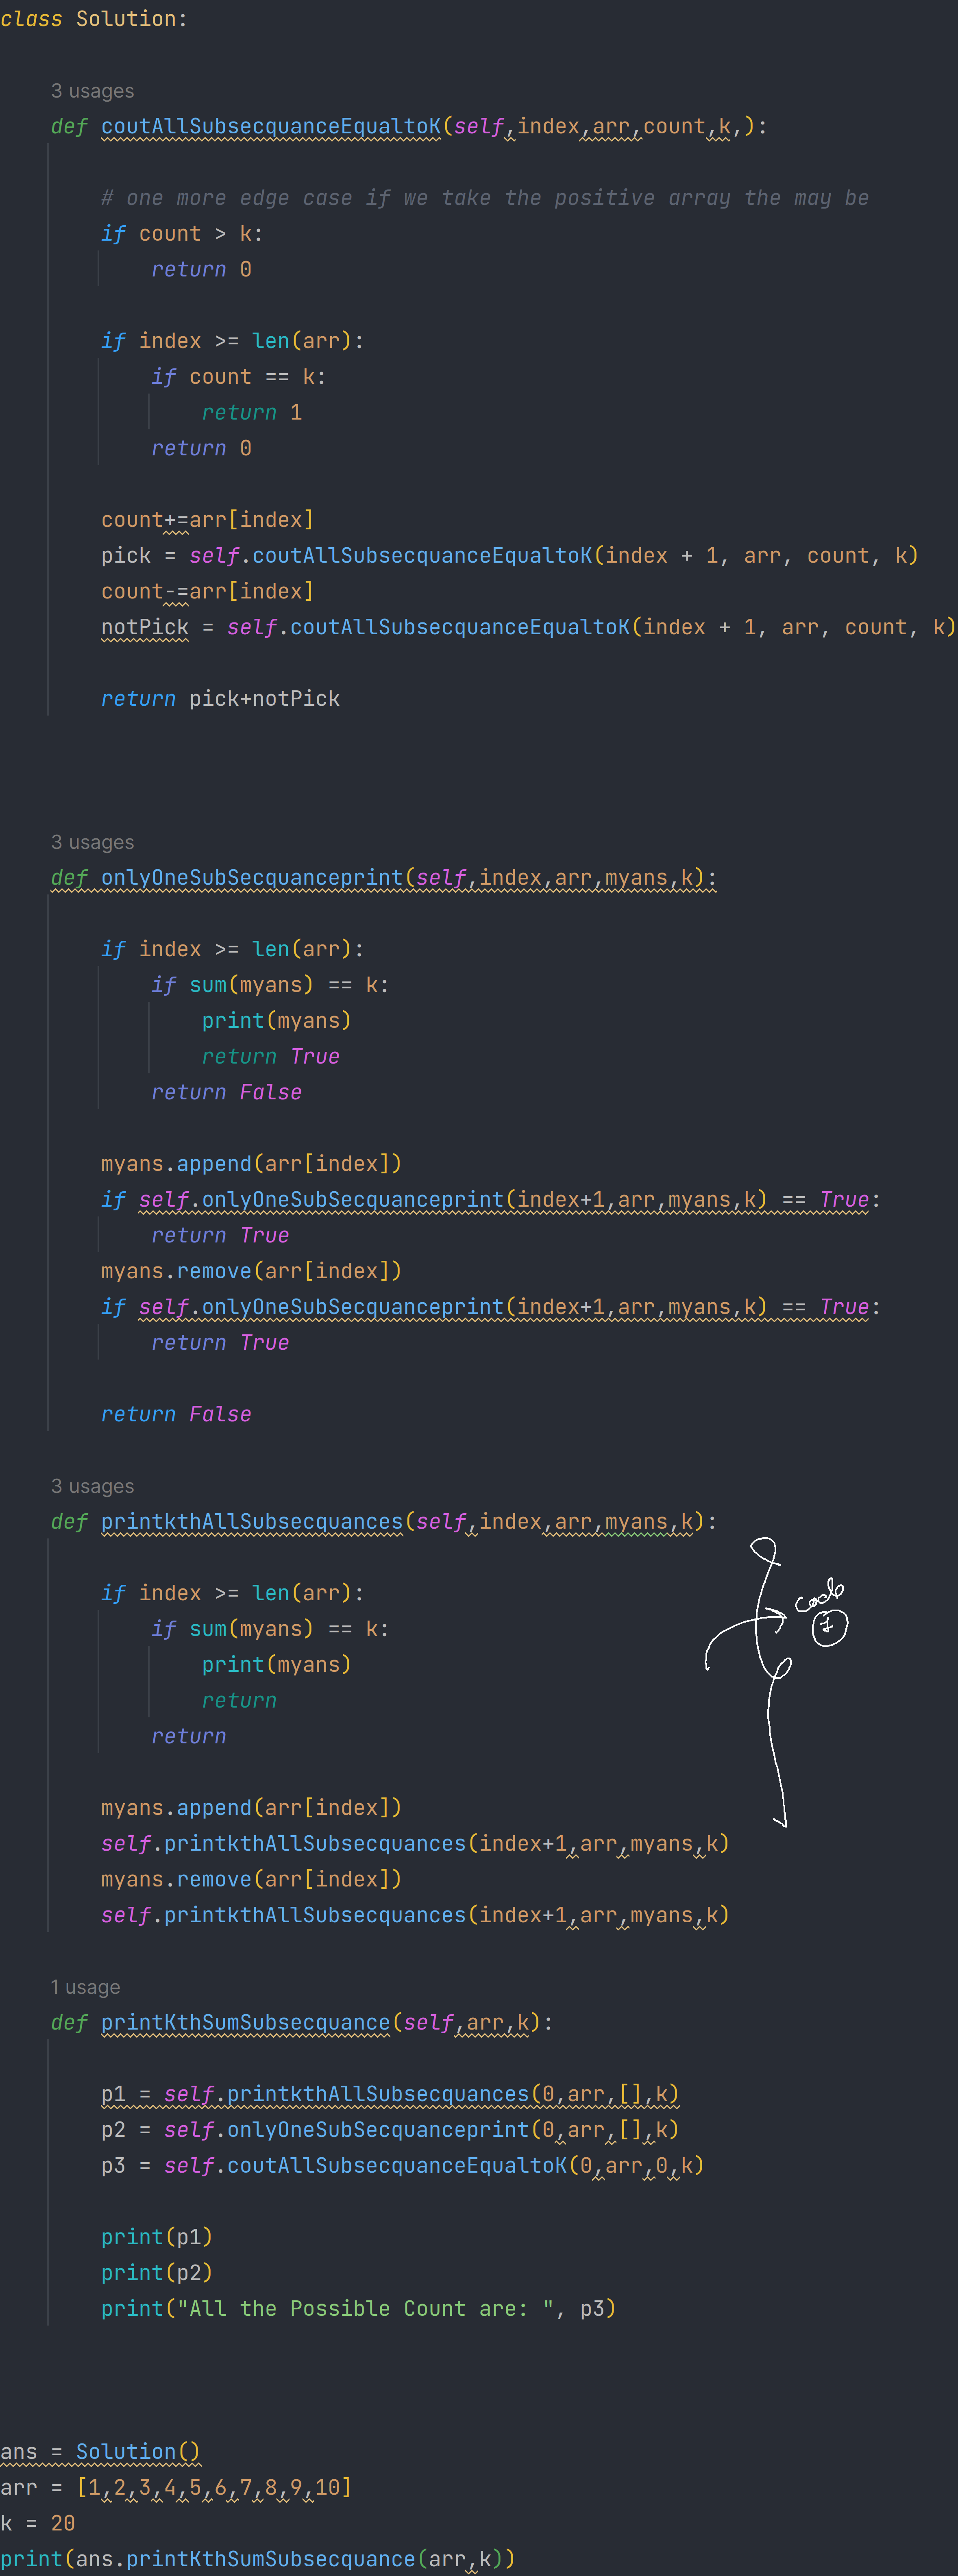 class Solution:
3 usages
def coutAllSubsecquanceEqualtoK(self,index,arr,count,k,):
# one more edge case if we take the positive array the may be
if count > k:
return 0
if index >= len(arr):
if count == k:
return 1
return 0
count+=arr[index]
pick = self.coutAllSubsecquanceEqualtoK(index + 1, arr, count, k)
count-=arr[index]
notPick = self.coutAllSubsecquanceEqualtoK(index + 1, arr, count, k)
return pick+notPick
3 usages
def onlyOneSubSecquanceprint(self,index,arr,myans,k):
if index >= len(arr):
if sum(myans) == k:
print(myans)
return True
return False
myans.append(arr[index])
if self.onlyOneSubSecquanceprint(index+1,arr,myans,k) == True:
return True
myans.remove(arr[index])
if self.onlyOneSubSecquanceprint(index+1,arr,myans,k) == True:
return True
return False
3 usages
def printkthAllSubsecquances(self,index,arr,myans,k):
if index >= len(arr):
code
if sum(myans) == k:
print(myans)
return
return
myans.append(arr[index])
self.printkthAllSubsecquances(index+1,arr,myans,k)
myans.remove(arr[index])
self.printkthAllSubsecquances(index+1,arr,myans,k)
1 usage
def printKthSumSubsecquance(self,arr,k):
p1 = self.printkthAllSubsecquances(0,arr,[],k)
p2 = self.onlyOneSubSecquanceprint(0,arr,[],k)
p3 = self.coutAllSubsecquanceEqualtoK(0,arr,0,k)
print(p1)
print(p2)
print("All the Possible Count are: ", p3)
ans = Solution()
arr = [1,2,3,4,5,6,7,8,9,10]
k = 20
print(ans.printKthSumSubsecquance(arr,k))